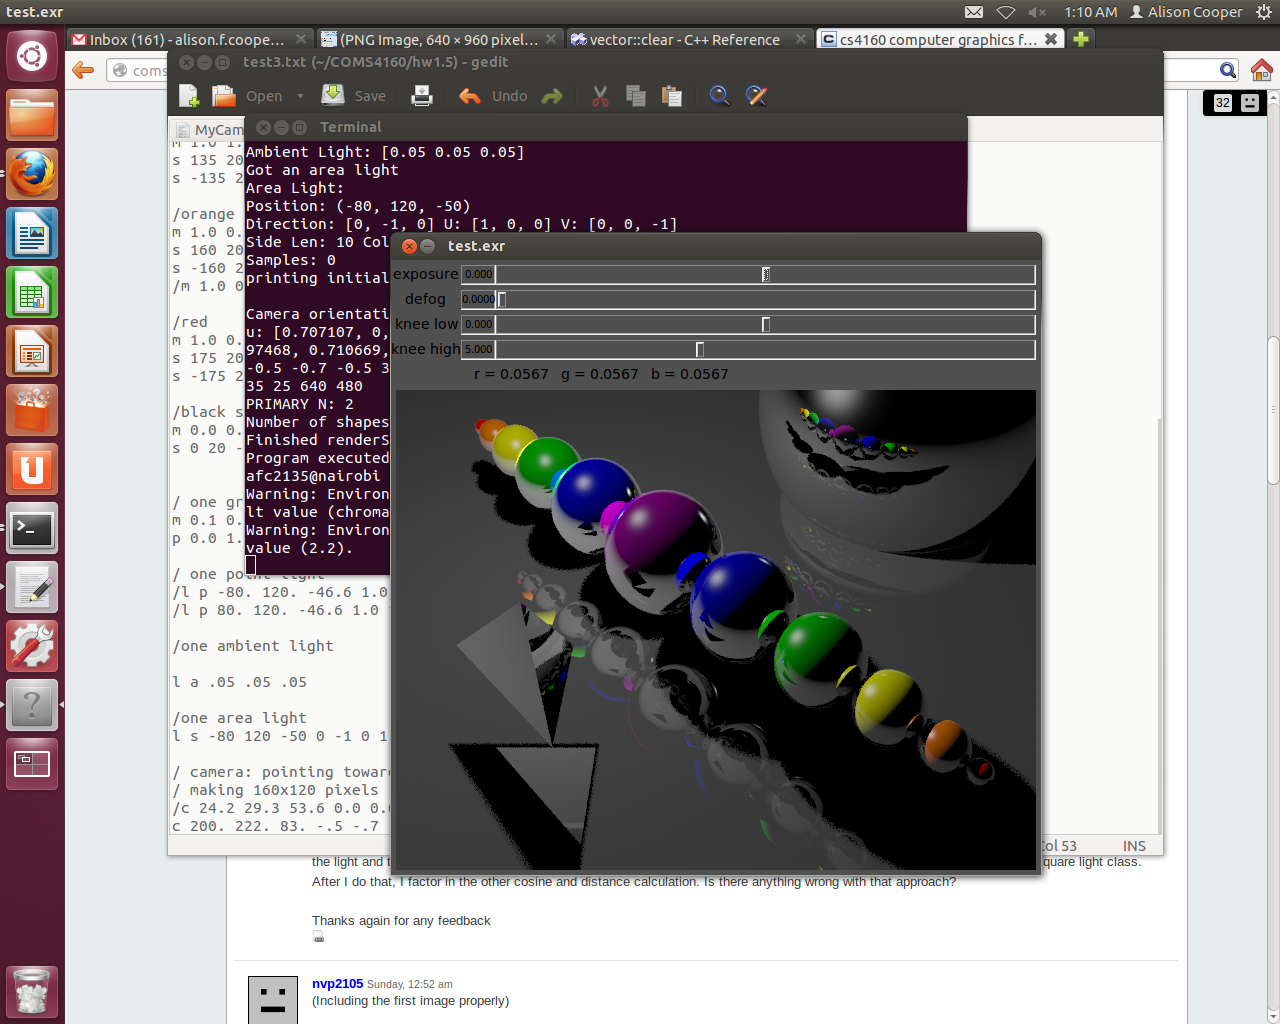 test.exr
1:10 AM
Alison Cooper
Inbox (161) - alison.f.coope...
(PNG Image, 640 × 960 pixel...
vector::clear - C++ Reference
cs4160 computer graphics f...
coms
test3.txt (~/COMS4160/hw1.5) - gedit
Open
Save
Undo
32
MyCam
s 135 20
s -135 2
/orange
m 1.0 0.
s 160 20
s -160 2
/m 1.0 0
/red
m 1.0 0.
s 175 20
s -175 2
/black s
m 0.0 0.
s 0 20 -
/ one gr
m 0.1 0.
p 0.0 1.
/ one point light
/l p -80. 120. -46.6 1.0
/l p 80. 120. -46.6 1.0
/one ambient light
l a .05 .05 .05
/one area light
l s -80 120 -50 0 -1 0 1
/ camera: pointing towar
/ making 160x120 pixels
/c 24.2 29.3 53.6 0.0 0.
c 200. 222. 83. -.5 -.7
Col 53
INS
Terminal
Ambient Light: [0.05 0.05 0.05]
Got an area light
Area Light:
Position: (-80, 120, -50)
Direction: [0, -1, 0] U: [1, 0, 0] V: [0, 0, -1]
Side Len: 10 Col
Samples: 0
printing initial
Camera orientati
u: [0.707107, 0,
97468, 0.710669,
-0.5 -0.7 -0.5 3
35 25 640 480
PRIMARY N: 2
Number of shapes
Finished renderS
Program executed
afc2135@nairobi
Warning: Environ
lt value (chroma
Warning: Environ
value (2.2).
test.exr
exposure 0.000
defog 0.0000
knee low 0.000
knee high 5.000
r = 0.0567 g = 0.0567 b = 0.0567
the light and t
quare light class.
After I do that, I factor in the other cosine and distance calculation. Is there anything wrong with that approach?
Thanks again for any feedback
nvp2105 Sunday, 12:52 am
(Including the first image properly)